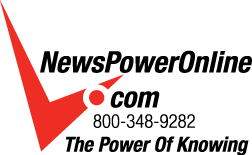 NewsPowerOnline
.com
800-348-9282
The Power Of Knowing